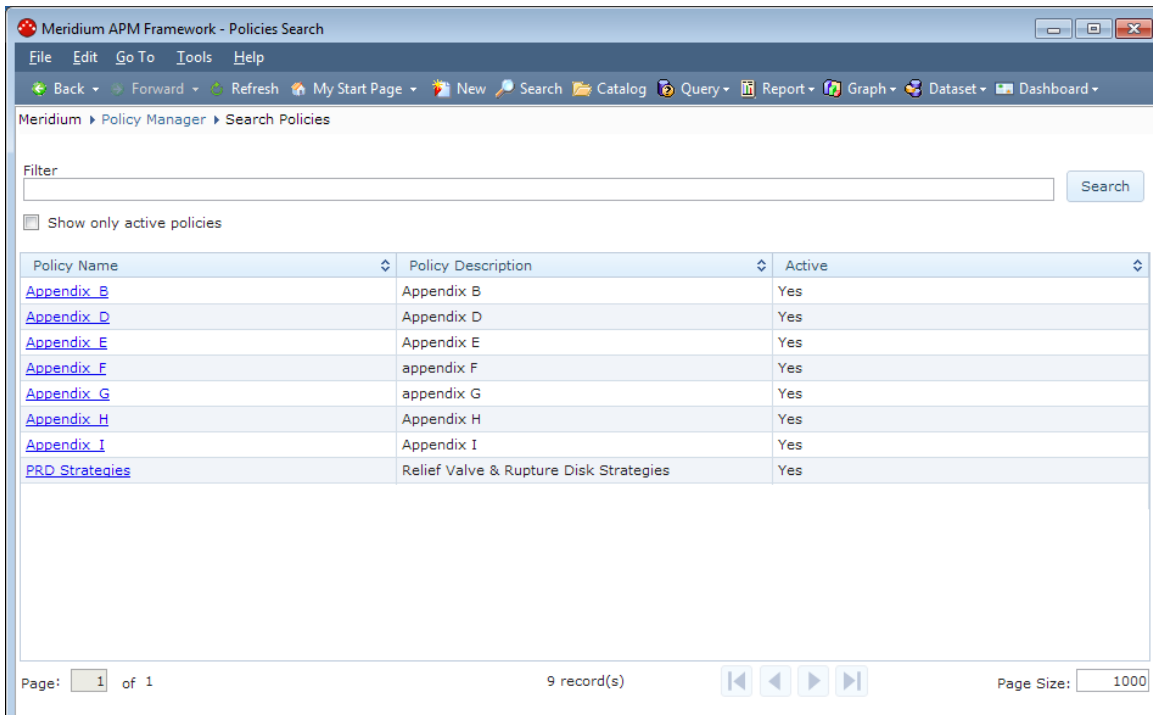 Meridium APM Framework - Policies Search
File Edit Go To Tools Help
Back Forward Refresh My Start Page New Search Catalog Query Report Graph Dataset Dashboard
Meridium Policy Manager Search Policies
Filter
Search
Show only active policies
Policy Name Policy Description Active
Appendix_B Appendix B Yes
Appendix_D Appendix D Yes
Appendix_E Appendix E Yes
Appendix_F appendix F Yes
Appendix_G appendix G Yes
Appendix_H Appendix H Yes
Appendix_I Appendix I Yes
PRD_Strategies Relief Valve & Rupture Disk Strategies Yes
Page: 1 of 1 9 record(s) Page Size: 1000